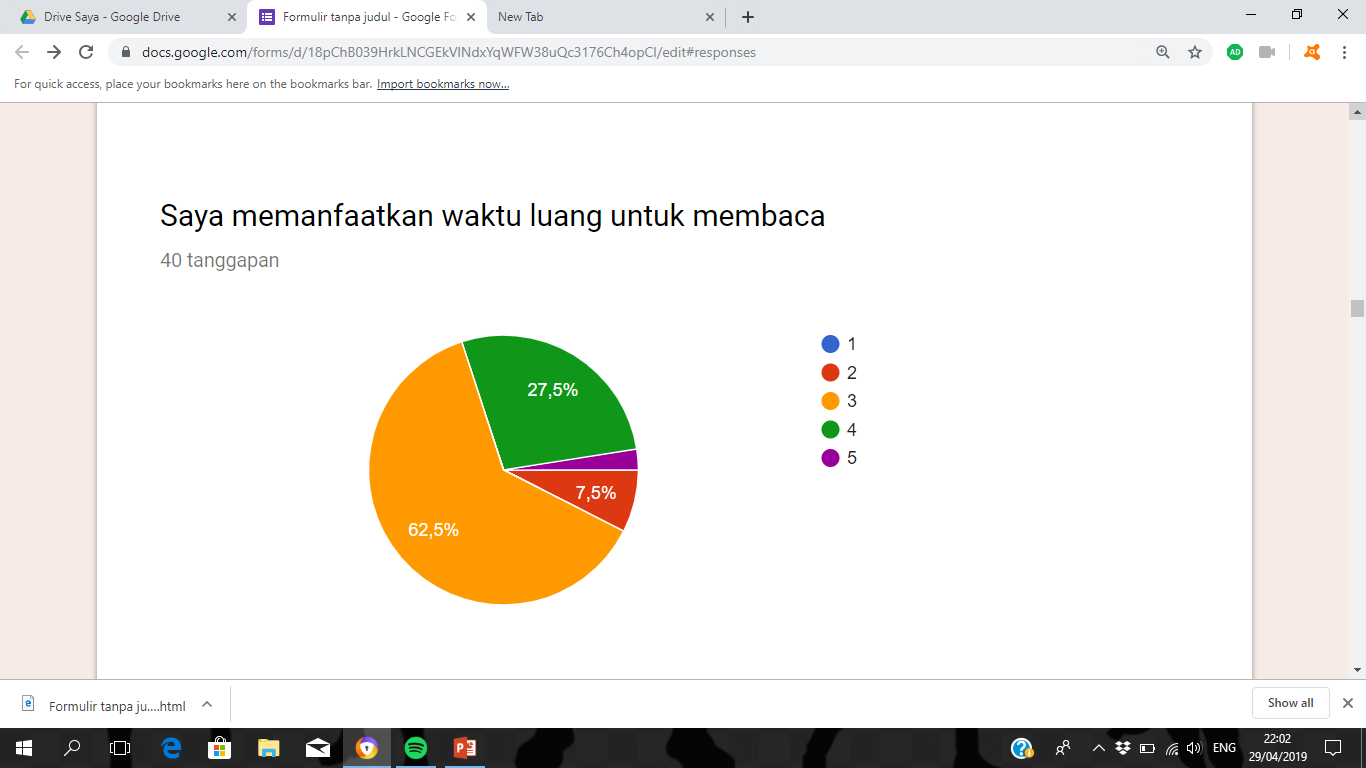 Drive Saya - Google Drive
Formulir tanpa judul - Google Fo
New Tab
docs.google.com/forms/d/18pChB039HrkLNCGEkVlNdxYqWFW38uQc3176Ch4opCI/edit#responses
AD
For quick access, place your bookmarks here on the bookmarks bar. Import bookmarks now...
Saya memanfaatkan waktu luang untuk membaca
40 tanggapan
1
2
3
4
5
27,5%
7,5%
62,5%
Formulir tanpa ju....html
Show all
ENG
22:02
29/04/2019